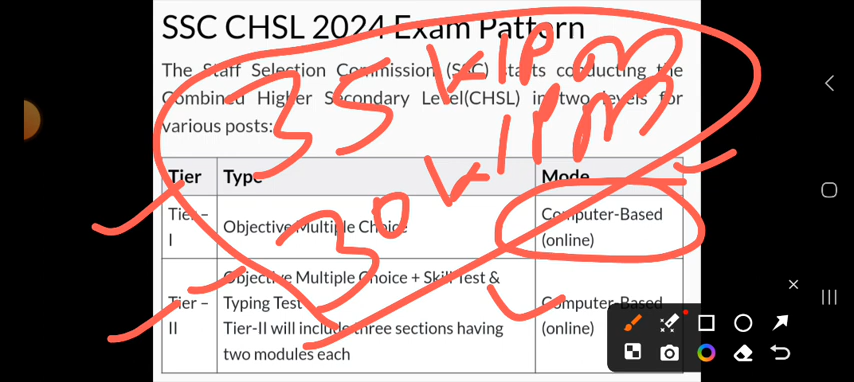 SSC CHSL 2024 Exam Pattern
The Staff Selection Commission (SSC) starts conducting the
Combined Higher Secondary Level(CHSL) in two levels for
various posts:
35 K/Pm
30 K/Pm
Tier Type Mode
Tier – I Objective Multiple Choice Computer-Based (online)
Tier – II Objective Multiple Choice + Skill Test & Computer-Based (online)
Typing Test
Tier-II will include three sections having
two modules each